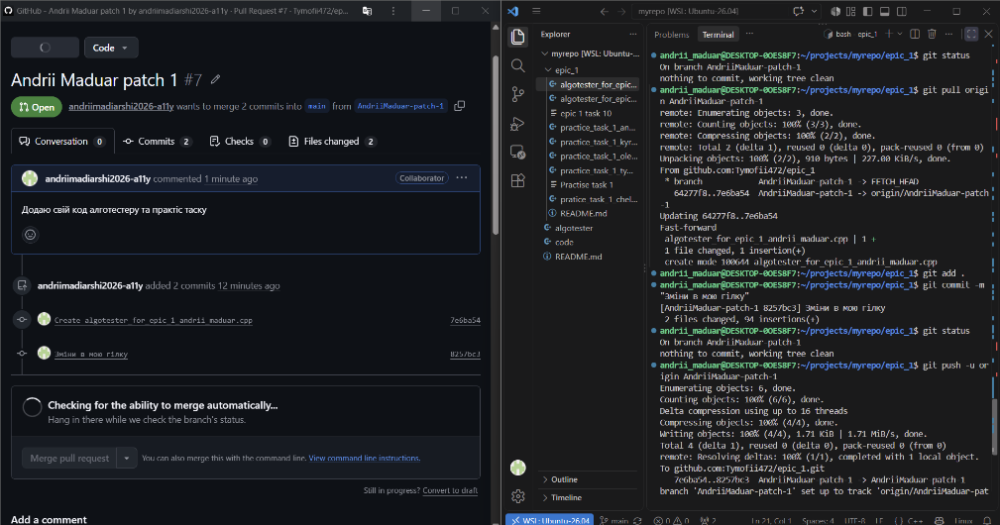 GitHub - Andrii Maduar patch 1 by andriimadiarshi2026-a11y · Pull Request #7 · Tymofii472/ep...
Code
Andrii Maduar patch 1 #7
Open
andriimadiarshi2026-a11y wants to merge 2 commits into main from AndriiMaduar-patch-1
Conversation 0
Commits 2
Checks 0
Files changed 2
andriimadiarshi2026-a11y commented 1 minute ago
Collaborator
Додаю свій код алготестеру та практіс таску
andriimadiarshi2026-a11y added 2 commits 12 minutes ago
Create algotester_for_epic_1_andrii_maduar.cpp 7e6ba54
Зміни в мою гілку 8257bc3
Checking for the ability to merge automatically...
Hang in there while we check the branch's status.
Merge pull request
You can also merge this with the command line. View command line instructions.
Still in progress? Convert to draft
Add a comment
myrepo [WSL: Ubuntu-26.04]
Explorer
myrepo [WSL: Ubuntu-...
epic_1
algotester_for_epic...
algotester_for_epic...
epic 1 task 10
practice_task_1_an...
practice_task_1_kyr...
practice_task_1_ole...
practice_task_1_ty...
Practise task 1
pratice_task_1_chel...
README.md
algotester
code
README.md
Outline
Timeline
Problems
Terminal
bash epic_1
andrii_maduar@DESKTOP-0OES8F7:~/projects/myrepo/epic_1$ git status
On branch AndriiMaduar-patch-1
nothing to commit, working tree clean
andrii_maduar@DESKTOP-0OES8F7:~/projects/myrepo/epic_1$ git pull origi
n AndriiMaduar-patch-1
remote: Enumerating objects: 3, done.
remote: Counting objects: 100% (3/3), done.
remote: Compressing objects: 100% (2/2), done.
remote: Total 2 (delta 1), reused 0 (delta 0), pack-reused 0 (from 0)
Unpacking objects: 100% (2/2), 910 bytes | 227.00 KiB/s, done.
From github.com:Tymofii472/epic_1
* branch AndriiMaduar-patch-1 -> FETCH_HEAD
64277f8..7e6ba54 AndriiMaduar-patch-1 -> origin/AndriiMaduar-patch
-1
Updating 64277f8..7e6ba54
Fast-forward
algotester_for_epic_1_andrii_maduar.cpp | 1 +
1 file changed, 1 insertion(+)
create mode 100644 algotester_for_epic_1_andrii_maduar.cpp
andrii_maduar@DESKTOP-0OES8F7:~/projects/myrepo/epic_1$ git add .
andrii_maduar@DESKTOP-0OES8F7:~/projects/myrepo/epic_1$ git commit -m
"Зміни в мою гілку"
[AndriiMaduar-patch-1 8257bc3] Зміни в мою гілку
2 files changed, 94 insertions(+)
andrii_maduar@DESKTOP-0OES8F7:~/projects/myrepo/epic_1$ git status
On branch AndriiMaduar-patch-1
nothing to commit, working tree clean
andrii_maduar@DESKTOP-0OES8F7:~/projects/myrepo/epic_1$ git push -u or
igin AndriiMaduar-patch-1
Enumerating objects: 6, done.
Counting objects: 100% (6/6), done.
Delta compression using up to 16 threads
Compressing objects: 100% (4/4), done.
Writing objects: 100% (4/4), 1.71 KiB | 1.71 MiB/s, done.
Total 4 (delta 1), reused 0 (delta 0), pack-reused 0 (from 0)
remote: Resolving deltas: 100% (1/1), completed with 1 local object.
To github.com:Tymofii472/epic_1.git
7e6ba54..8257bc3 AndriiMaduar-patch-1 -> AndriiMaduar-patch-1
branch 'AndriiMaduar-patch-1' set up to track 'origin/AndriiMaduar-pat
WSL: Ubuntu-26.04 main 0 0 2 Ln 21, Col 1 Spaces: 4 UTF-8 LF {} C++ Linux